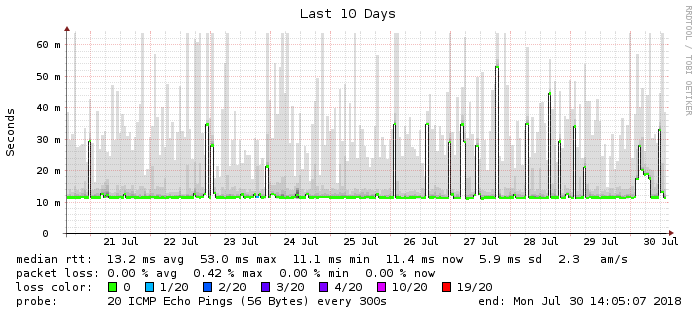 Last 10 Days
RRDTOOL / TOBI OETIKER
Seconds
60 m
50 m
40 m
30 m
20 m
10 m
0
21 Jul 22 Jul 23 Jul 24 Jul 25 Jul 26 Jul 27 Jul 28 Jul 29 Jul 30 Jul
median rtt: 13.2 ms avg 53.0 ms max 11.1 ms min 11.4 ms now 5.9 ms sd 2.3 am/s
packet loss: 0.00 % avg 0.42 % max 0.00 % min 0.00 % now
loss color: 0 1/20 2/20 3/20 4/20 10/20 19/20
probe: 20 ICMP Echo Pings (56 Bytes) every 300s end: Mon Jul 30 14:05:07 2018